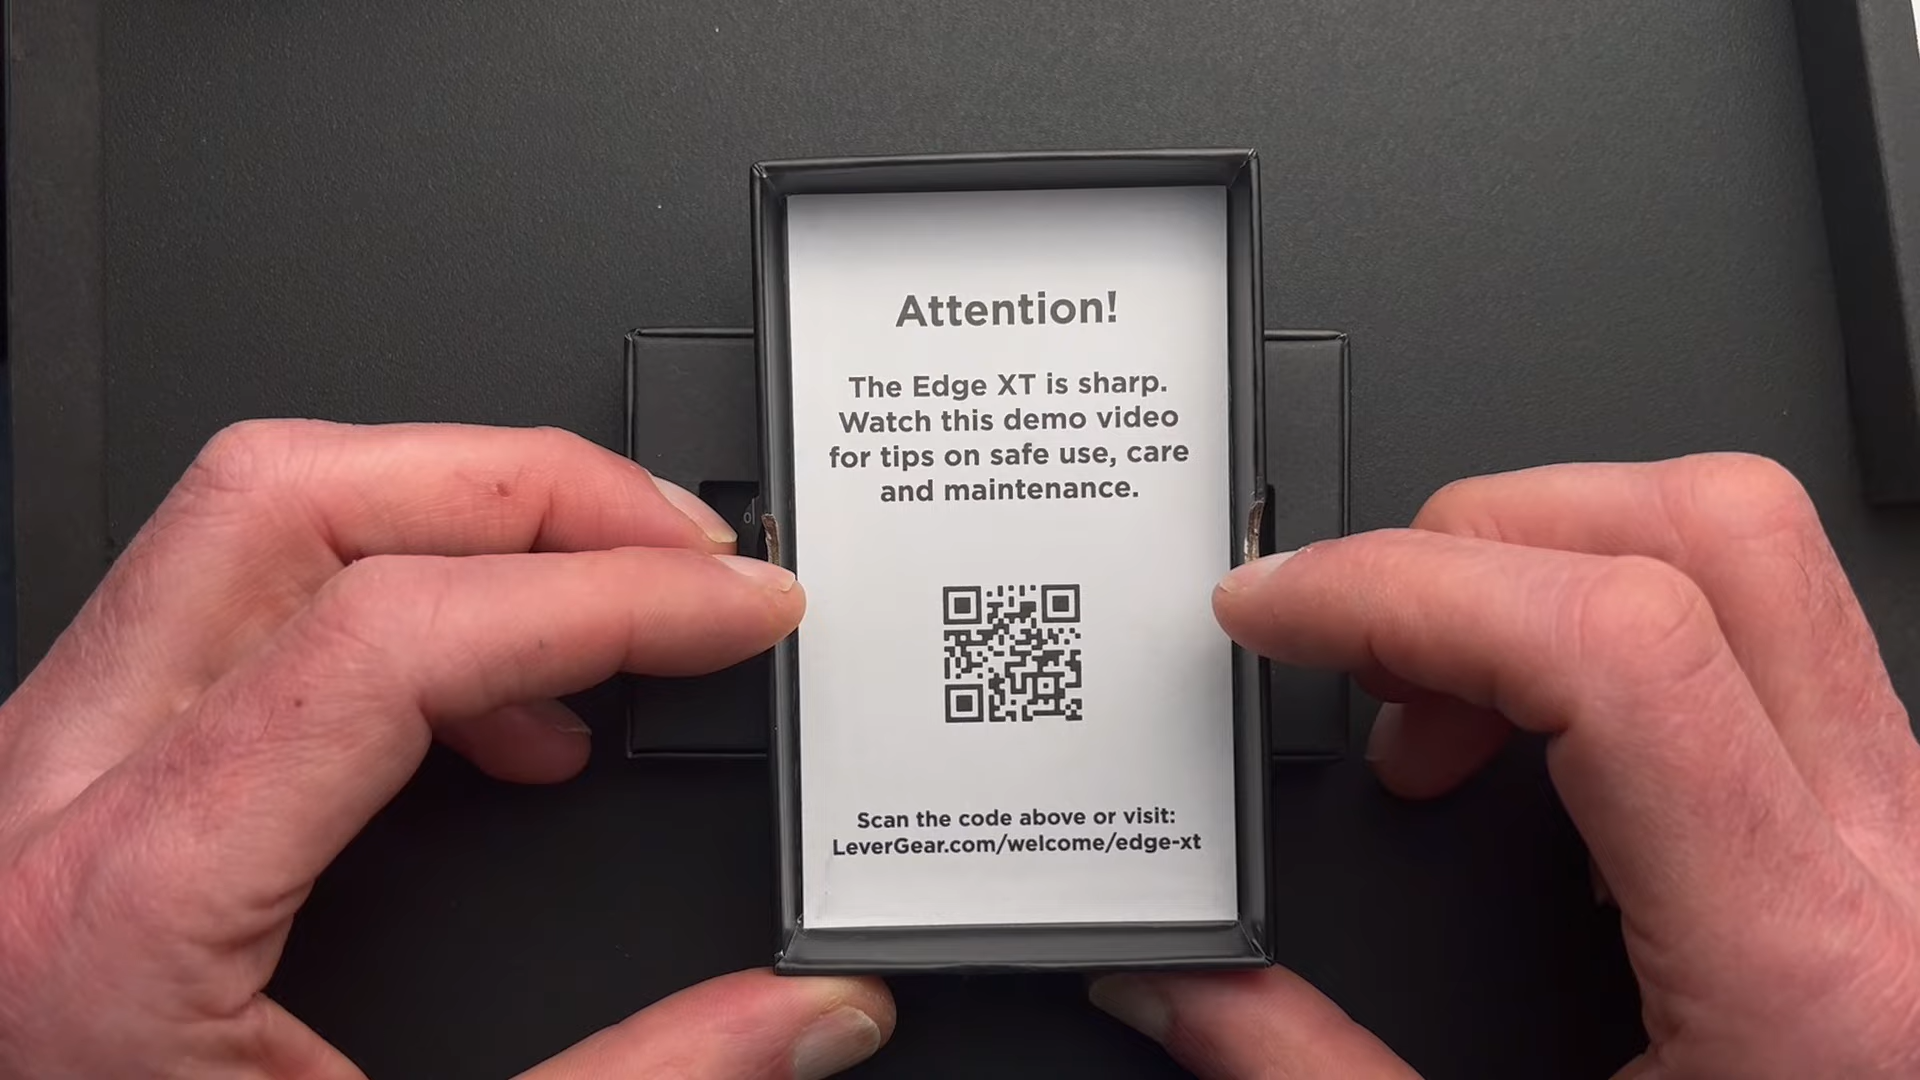 Attention!
The Edge XT is sharp.
Watch this demo video
for tips on safe use, care
and maintenance.
Scan the code above or visit:
LeverGear.com/welcome/edge-xt